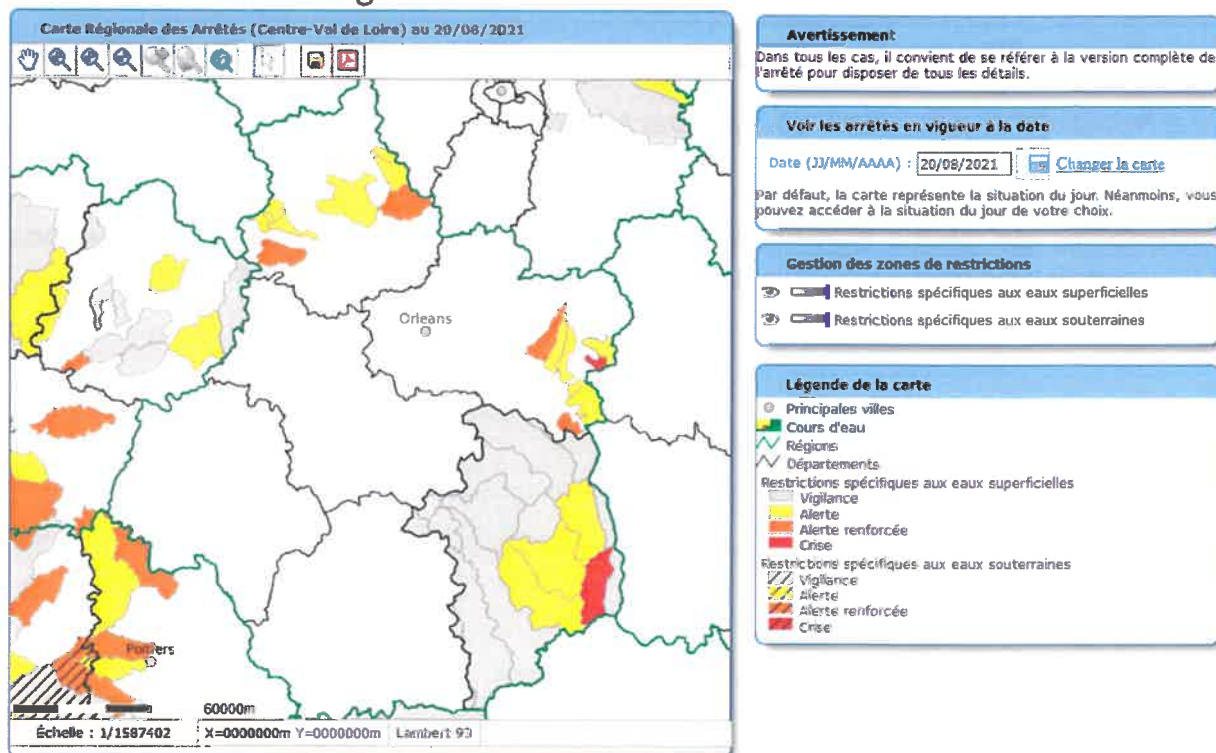 Carte Régionale des Arrêtés (Centre-Val de Loire) au 20/08/2021
Orleans
Poitiers
60000m
Échelle : 1/1587402
X=0000000m Y=0000000m
Lambert 93
Avertissement
Dans tous les cas, il convient de se référer à la version complète de
l'arrêté pour disposer de tous les détails.
Voir les arrêtés en vigueur à la date
Date (JJ/MM/AAAA) : 20/08/2021 Changer la carte
Par défaut, la carte représente la situation du jour. Néanmoins, vous
pouvez accéder à la situation du jour de votre choix.
Gestion des zones de restrictions
Restrictions spécifiques aux eaux superficielles
Restrictions spécifiques aux eaux souterraines
Légende de la carte
Principales villes
Cours d'eau
Régions
Départements
Restrictions spécifiques aux eaux superficielles
Vigilance
Alerte
Alerte renforcée
Crise
Restrictions spécifiques aux eaux souterraines
Vigilance
Alerte
Alerte renforcée
Crise